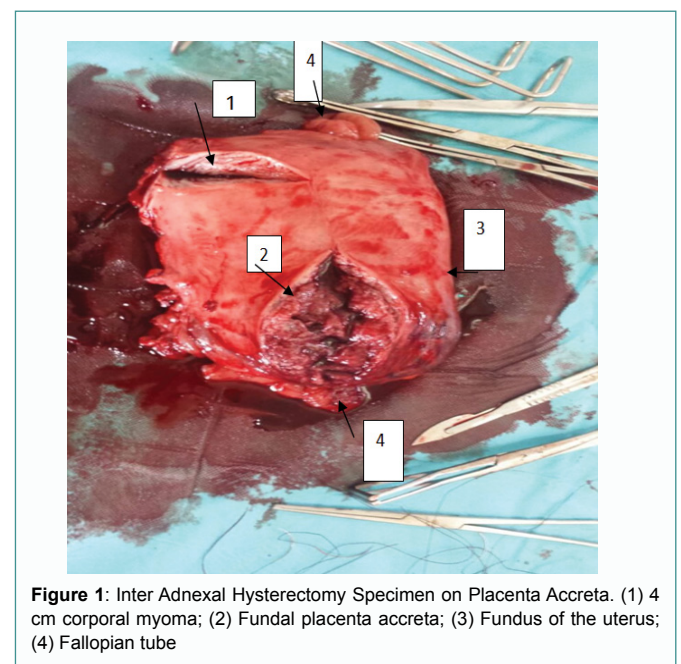 4
1
3
2
4
Figure 1: Inter Adnexal Hysterectomy Specimen on Placenta Accreta. (1) 4
cm corporal myoma; (2) Fundal placenta accreta; (3) Fundus of the uterus;
(4) Fallopian tube